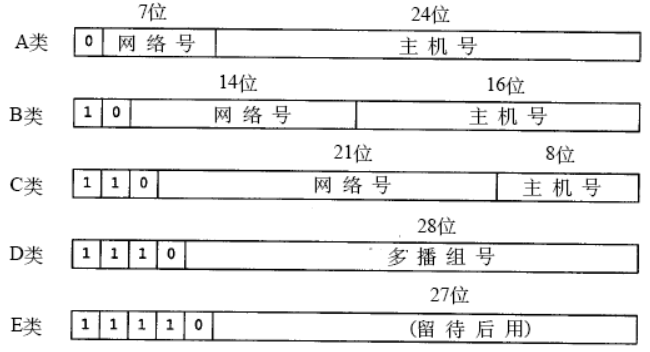 7位 24位
A类 0 网络号 主机号
14位 16位
B类 1 0 网络号 主机号
21位 8位
C类 1 1 0 网络号 主机号
28位
D类 1 1 1 0 多播组号
27位
E类 1 1 1 1 0 (留待后用)